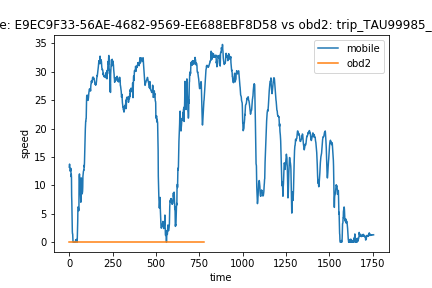 e: E9EC9F33-56AE-4682-9569-EE688EBF8D58 vs obd2: trip_TAU99985_
mobile
obd2
speed
35
30
25
20
15
10
5
0
0 250 500 750 1000 1250 1500 1750
time